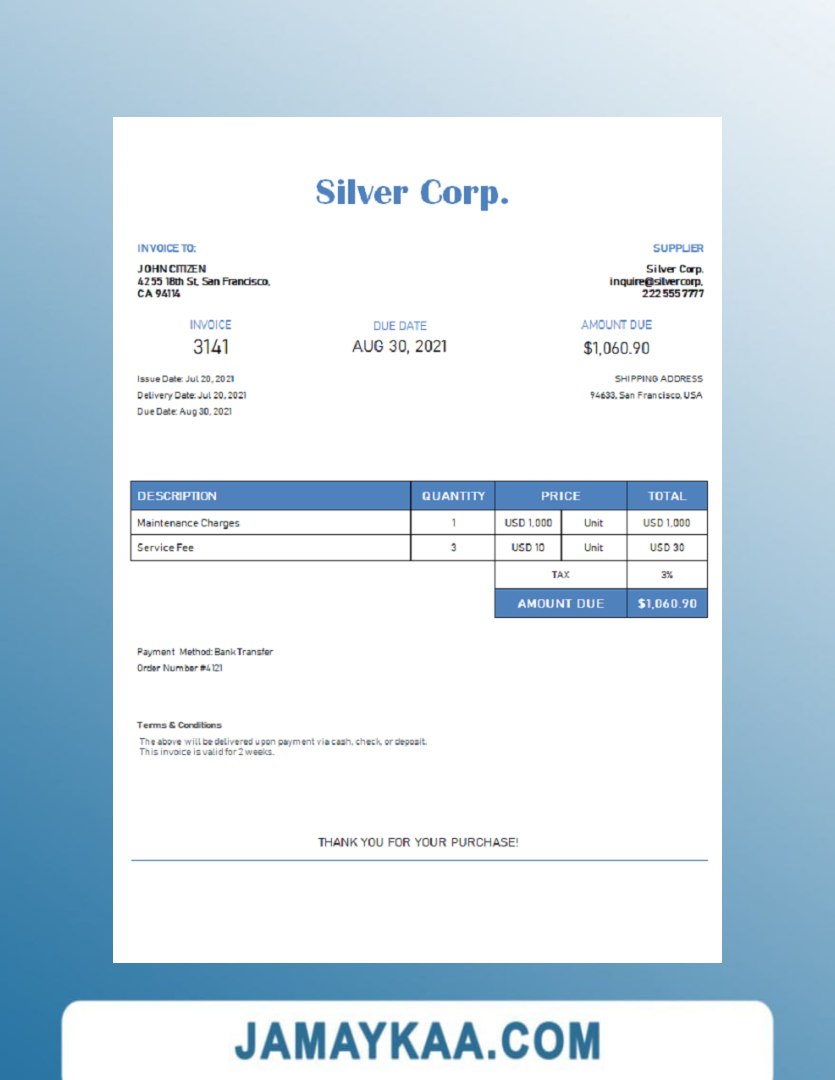 Silver Corp.
INVOICE TO:
JOHN CITIZEN
4255 18th St, San Francisco,
CA 94114
SUPPLIER
Silver Corp.
inquire@silvercorp,
222 555 7777
INVOICE
3141
DUE DATE
AUG 30, 2021
AMOUNT DUE
$1,060.90
Issue Date: Jul 20, 2021
Delivery Date: Jul 20, 2021
Due Date: Aug 30, 2021
SHIPPING ADDRESS
94633, San Francisco, USA
DESCRIPTION QUANTITY PRICE TOTAL
Maintenance Charges 1 USD 1,000 Unit USD 1,000
Service Fee 3 USD 10 Unit USD 30
TAX 3%
AMOUNT DUE $1,060.90
Payment Method: Bank Transfer
Order Number #4121
Terms & Conditions
The above will be delivered upon payment via cash, check, or deposit.
This invoice is valid for 2 weeks.
THANK YOU FOR YOUR PURCHASE!
JAMAYKAA.COM